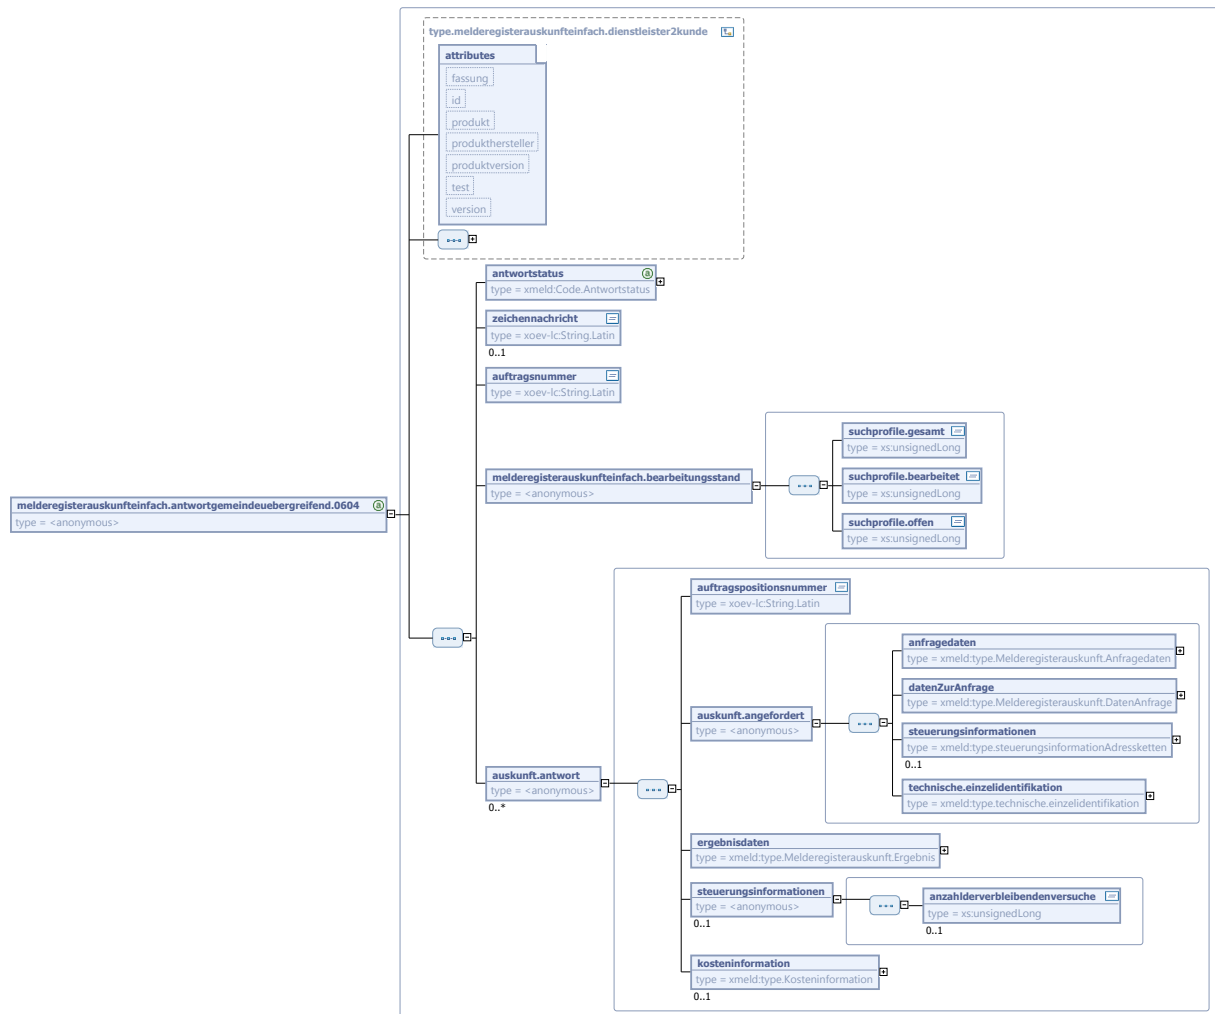 type.melderegisterauskunfteinfach.dienstleister2kunde
attributes
fassung
id
produkt
produkthersteller
produktversion
test
version
antwortstatus
type = xmeld:Code.Antwortstatus
zeichennachricht
type = xoev-lc:String.Latin
0..1
auftragsnummer
type = xoev-lc:String.Latin
melderegisterauskunfteinfach.bearbeitungsstand
type = <anonymous>
suchprofile.gesamt
type = xs:unsignedLong
suchprofile.bearbeitet
type = xs:unsignedLong
suchprofile.offen
type = xs:unsignedLong
melderegisterauskunfteinfach.antwortgemeindeuebergreifend.0604
type = <anonymous>
auskunft.antwort
type = <anonymous>
0..*
auftragspositionsnummer
type = xoev-lc:String.Latin
auskunft.angefordert
type = <anonymous>
anfragedaten
type = xmeld:type.Melderegisterauskunft.Anfragedaten
datenZurAnfrage
type = xmeld:type.Melderegisterauskunft.DatenAnfrage
steuerungsinformationen
type = xmeld:type.steuerungsinformationAdressketten
0..1
technische.einzelidentifikation
type = xmeld:type.technische.einzelidentifikation
ergebnisdaten
type = xmeld:type.Melderegisterauskunft.Ergebnis
steuerungsinformationen
type = <anonymous>
0..1
anzahlderverbleibendenversuche
type = xs:unsignedLong
0..1
kosteninformation
type = xmeld:type.Kosteninformation
0..1